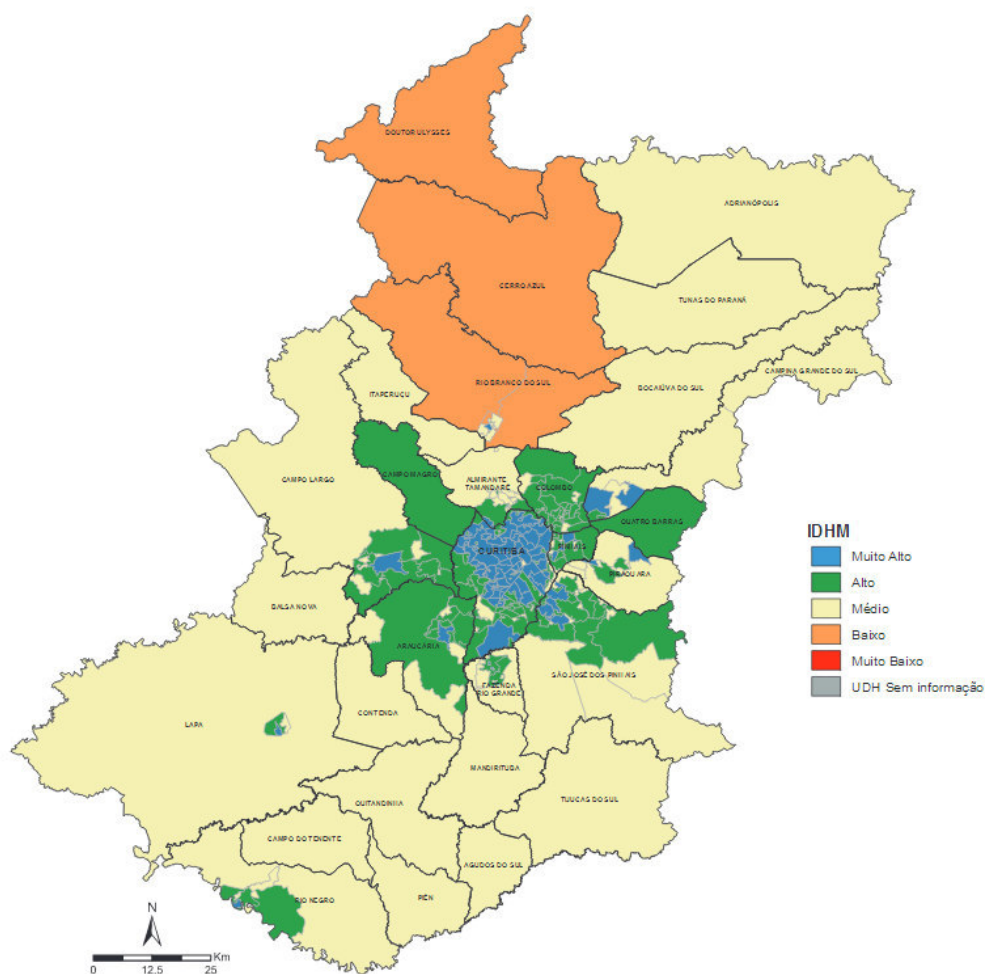 DOUTOR ULYSSES
ADRIANÓPOLIS
CERRO AZUL
TUNAS DO PARANÁ
CAMPINA GRANDE DO SUL
RIO BRANCO DO SUL
BOCAIÚVA DO SUL
ITAPERUÇU
CAMPO LARGO
CAMPO MAGRO
ALMIRANTE
TAMANDARÉ
COLOMBO
QUATRO BARRAS
CURITIBA
PINHAIS
PIRAQUARA
BALSA NOVA
ARAUCÁRIA
SÃO JOSÉ DOS PINHAIS
FAZENDA
RIO GRANDE
LAPA
CONTENDA
MANDIRITUBA
QUITANDINHA
TIJUCAS DO SUL
CAMPO DO TENENTE
AGUDOS DO SUL
RIO NEGRO
PIÊN
IDHM
Muito Alto
Alto
Médio
Baixo
Muito Baixo
UDH Sem informação
N
Km
0 12,5 25